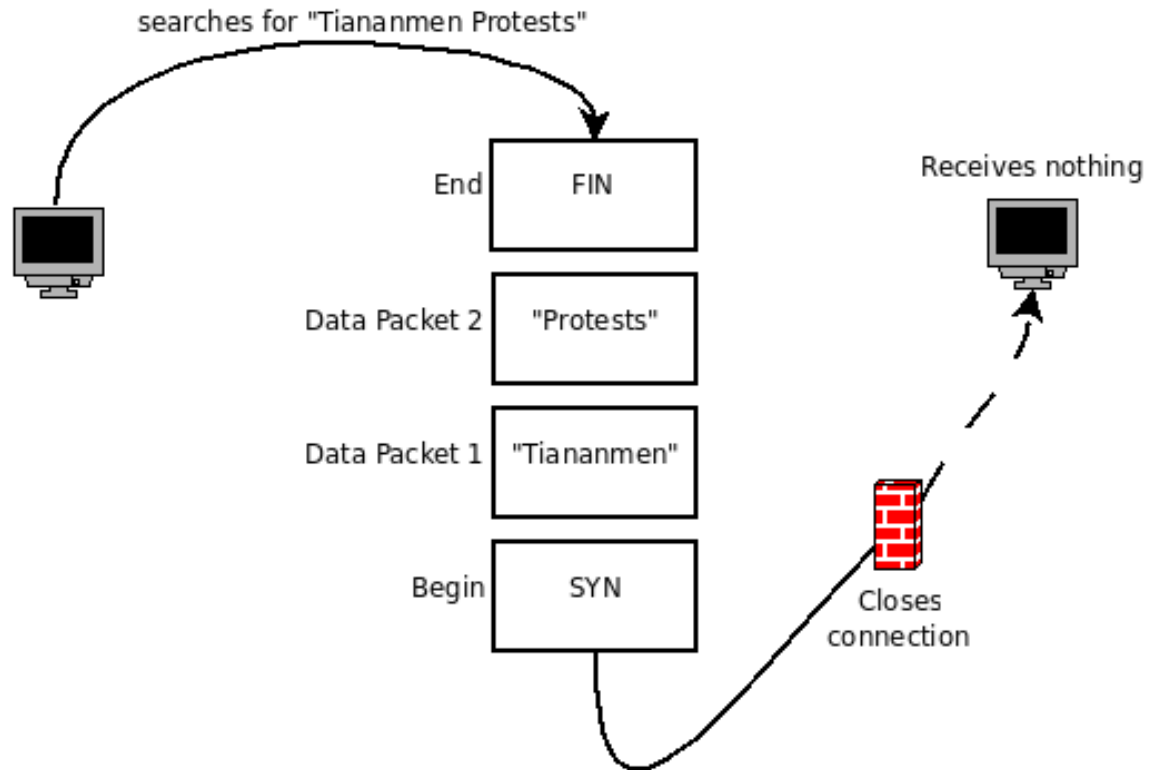 searches for "Tiananmen Protests"
End
FIN
Receives nothing
Data Packet 2
"Protests"
Data Packet 1
"Tiananmen"
Begin
SYN
Closes
connection